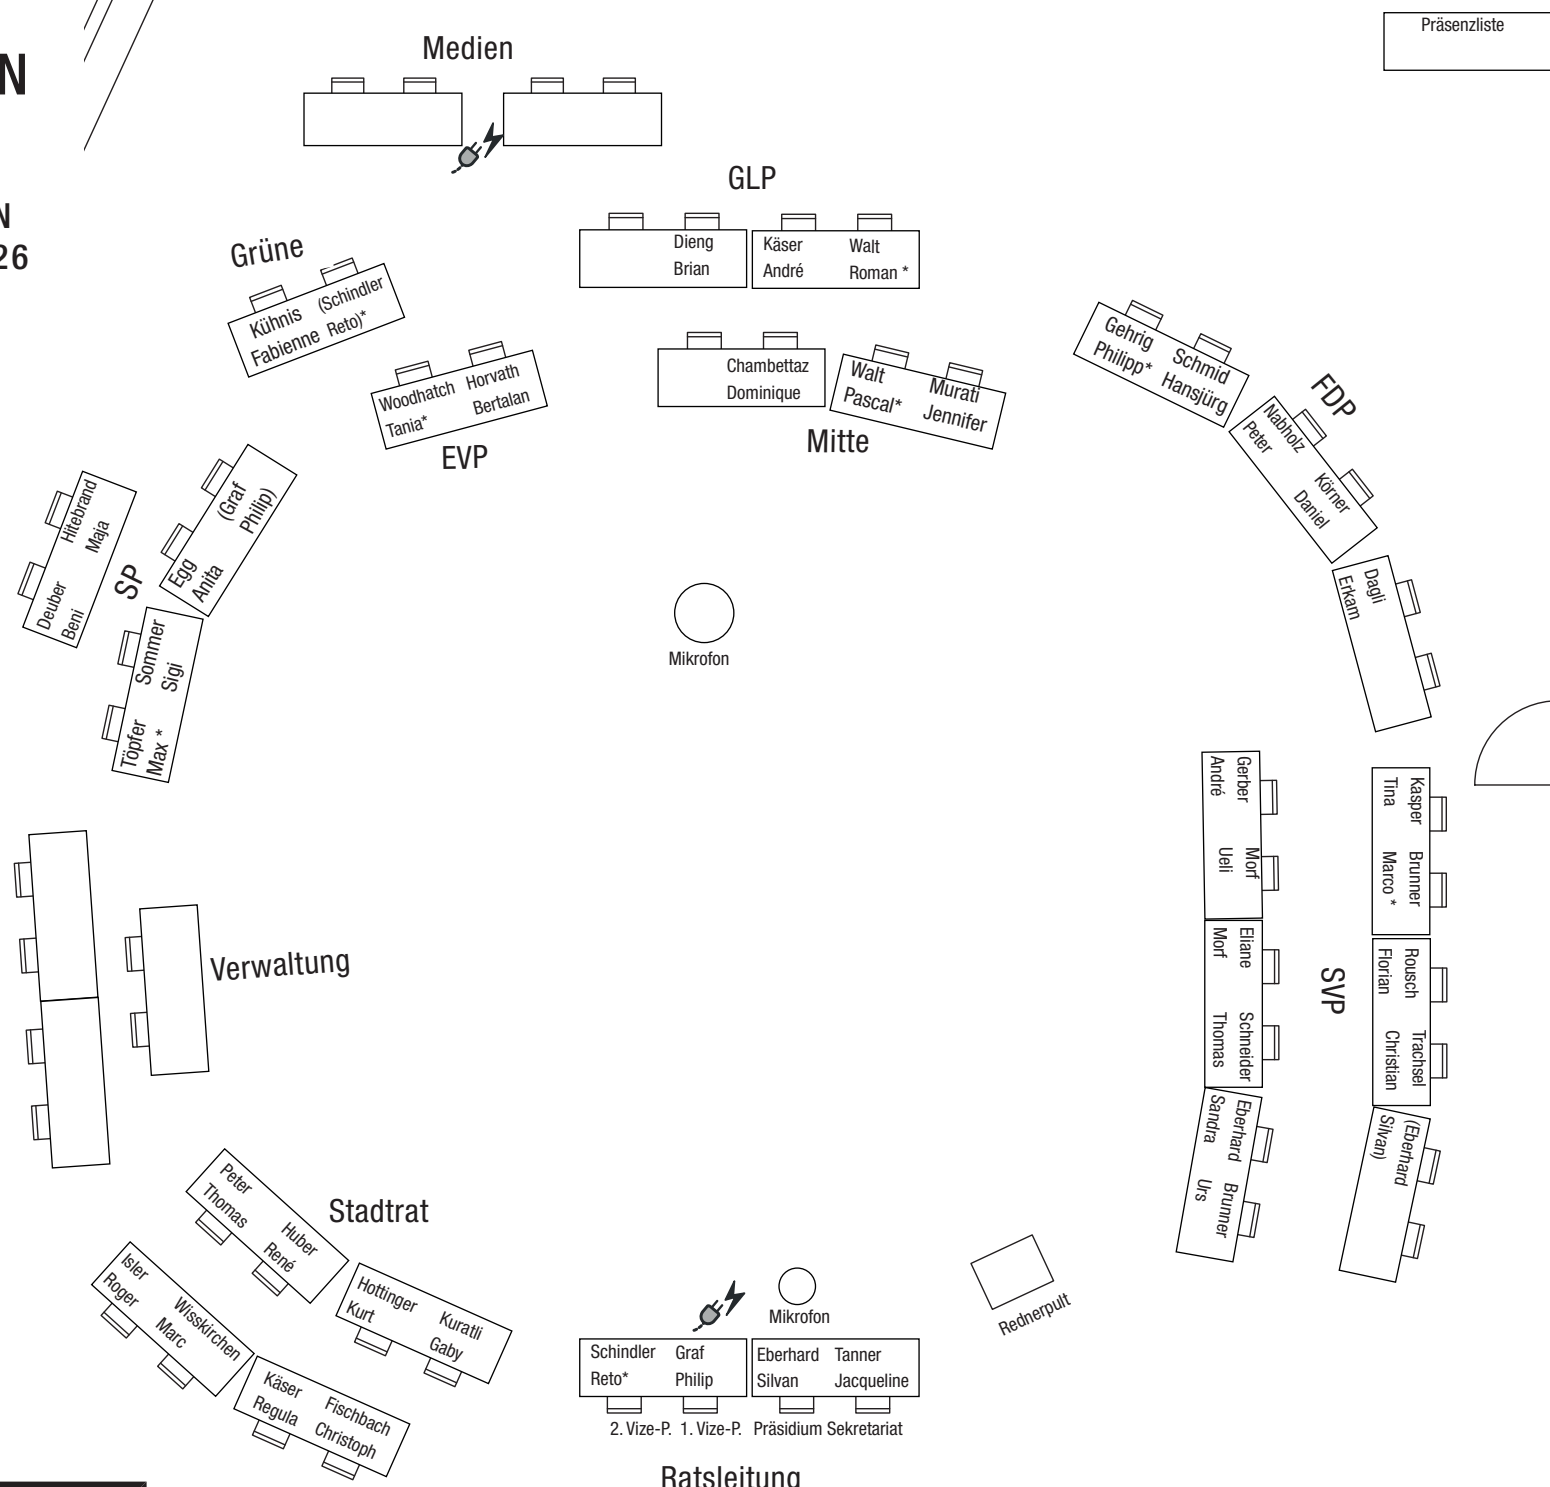 N
N
26
Medien
Präsenzliste
GLP
Dieng
Brian
Käser
André
Walt
Roman *
Grüne
Kühnis
Fabienne
(Schindler
Reto)*
Woodhatch
Tania*
Horvath
Bertalan
EVP
Chambettaz
Dominique
Walt
Pascal*
Murati
Jennifer
Mitte
Gehrig
Philipp*
Schmid
Hansjürg
FDP
Nabholz
Peter
Körner
Daniel
Dagli
Erkam
Hitebrand
Maja
Deuber
Beni
SP
(Graf
Philip)
Egg
Anita
Sommer
Sigi
Töpfer
Max *
Mikrofon
Gerber
André
Morf
Ueli
Eliane
Morf
Schneider
Thomas
Eberhard
Sandra
Brunner
Urs
SVP
Kasper
Tina
Brunner
Marco *
Rousch
Florian
Trachsel
Christian
(Eberhard
Silvan)
Verwaltung
Stadtrat
Peter
Thomas
Huber
René
Hottinger
Kurt
Kuratli
Gaby
Isler
Roger
Wisskirchen
Marc
Käser
Regula
Fischbach
Christoph
Mikrofon
Rednerpult
Schindler
Reto*
Graf
Philip
Eberhard
Silvan
Tanner
Jacqueline
2. Vize-P.
1. Vize-P.
Präsidium
Sekretariat
Ratsleitung